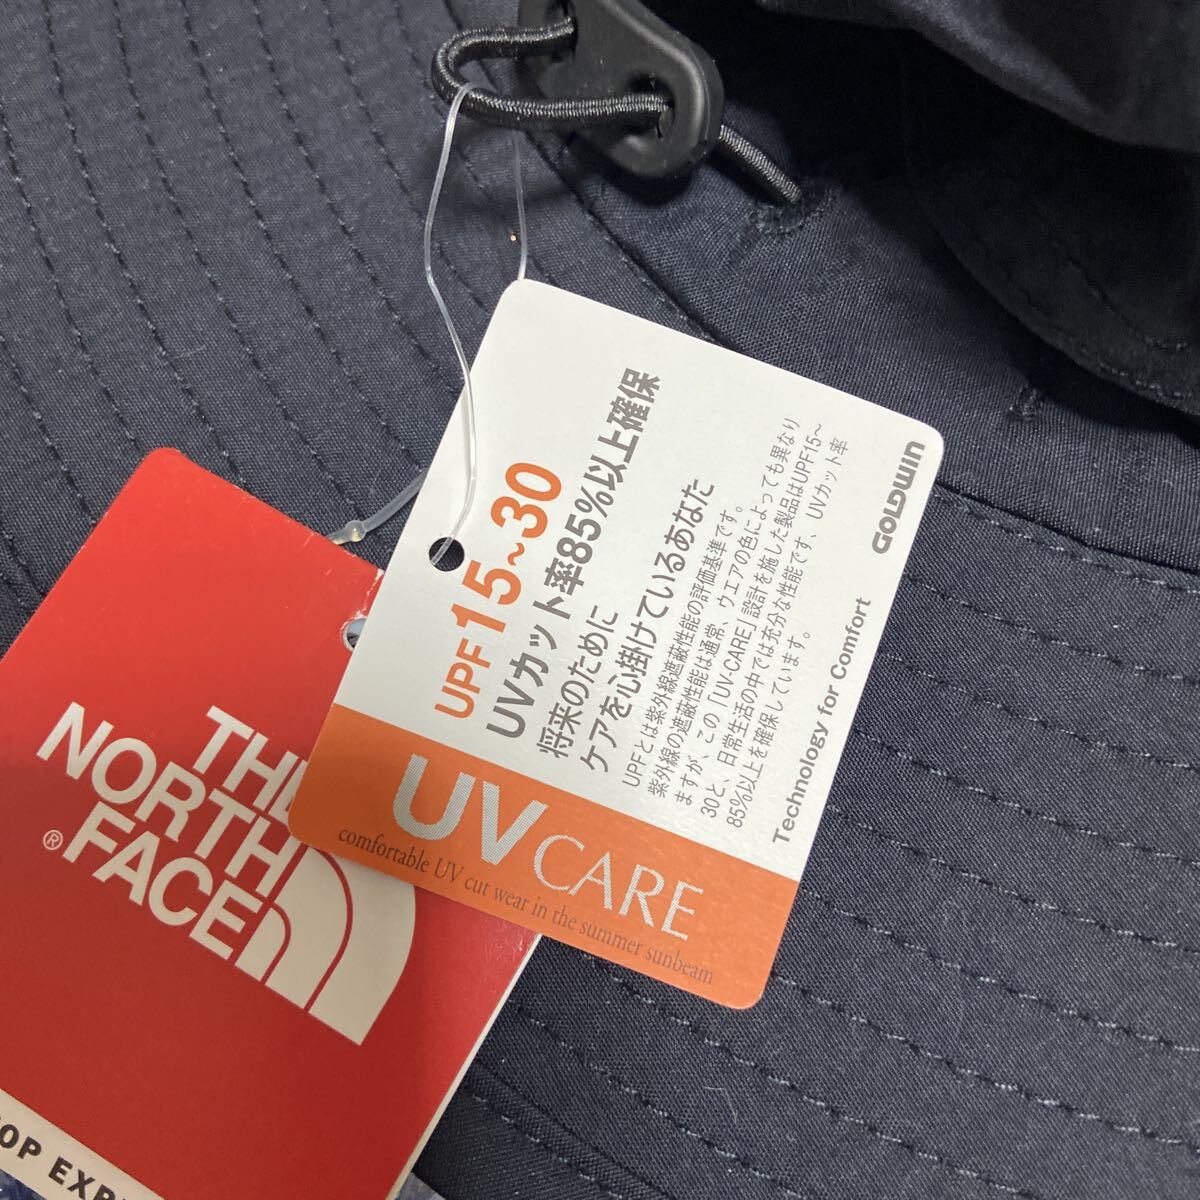 UPF15~30
UVカット率85%以上確保
将来のために
ケアを心掛けているあなた
UPFとは紫外線遮蔽性能の評価基準です。
紫外線の遮蔽性能は通常、ウエアの色によっても異なり
ますが、この「UV-CARE」設計を施した製品はUPF15~
30と、日常生活の中では充分な性能です、UVカット率
85%以上を確保しています。
Technology for Comfort
GOLDWIN
UV CARE
comfortable UV cut wear in the summer sunbeam
THE
NORTH
FACE
®
OP EXP